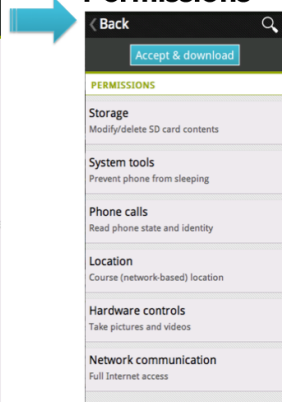 Permissions
Back
Accept & download
PERMISSIONS
Storage
Modify/delete SD card contents
System tools
Prevent phone from sleeping
Phone calls
Read phone state and identity
Location
Course (network-based) location
Hardware controls
Take pictures and videos
Network communication
Full Internet access